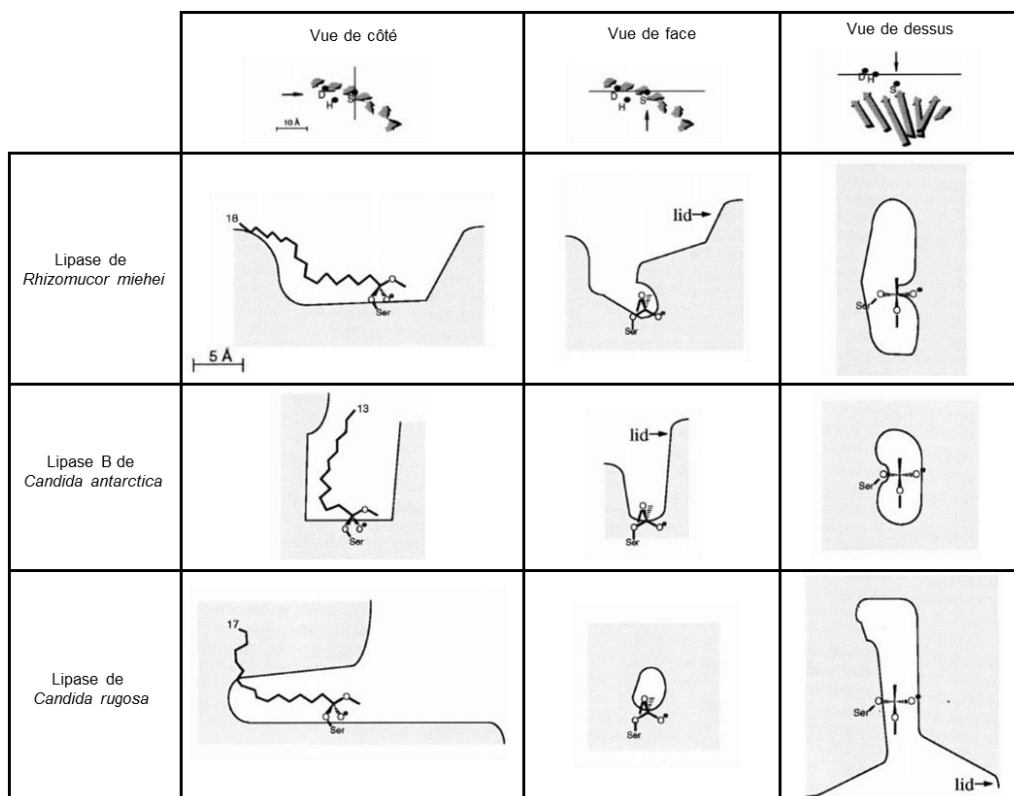 Vue de côté
Vue de face
Vue de dessus
D
H
S
10 Å
D
H
S
D
H
S
Lipase de
Rhizomucor miehei
18
O
O
Ser
5 Å
lid
O
O
Ser
O
O
Ser
Lipase B de
Candida antarctica
13
O
O
O
Ser
lid
O
O
O
Ser
O
O
O
Ser
Lipase de
Candida rugosa
17
O
O
O
Ser
O
O
O
Ser
O
O
O
Ser
lid